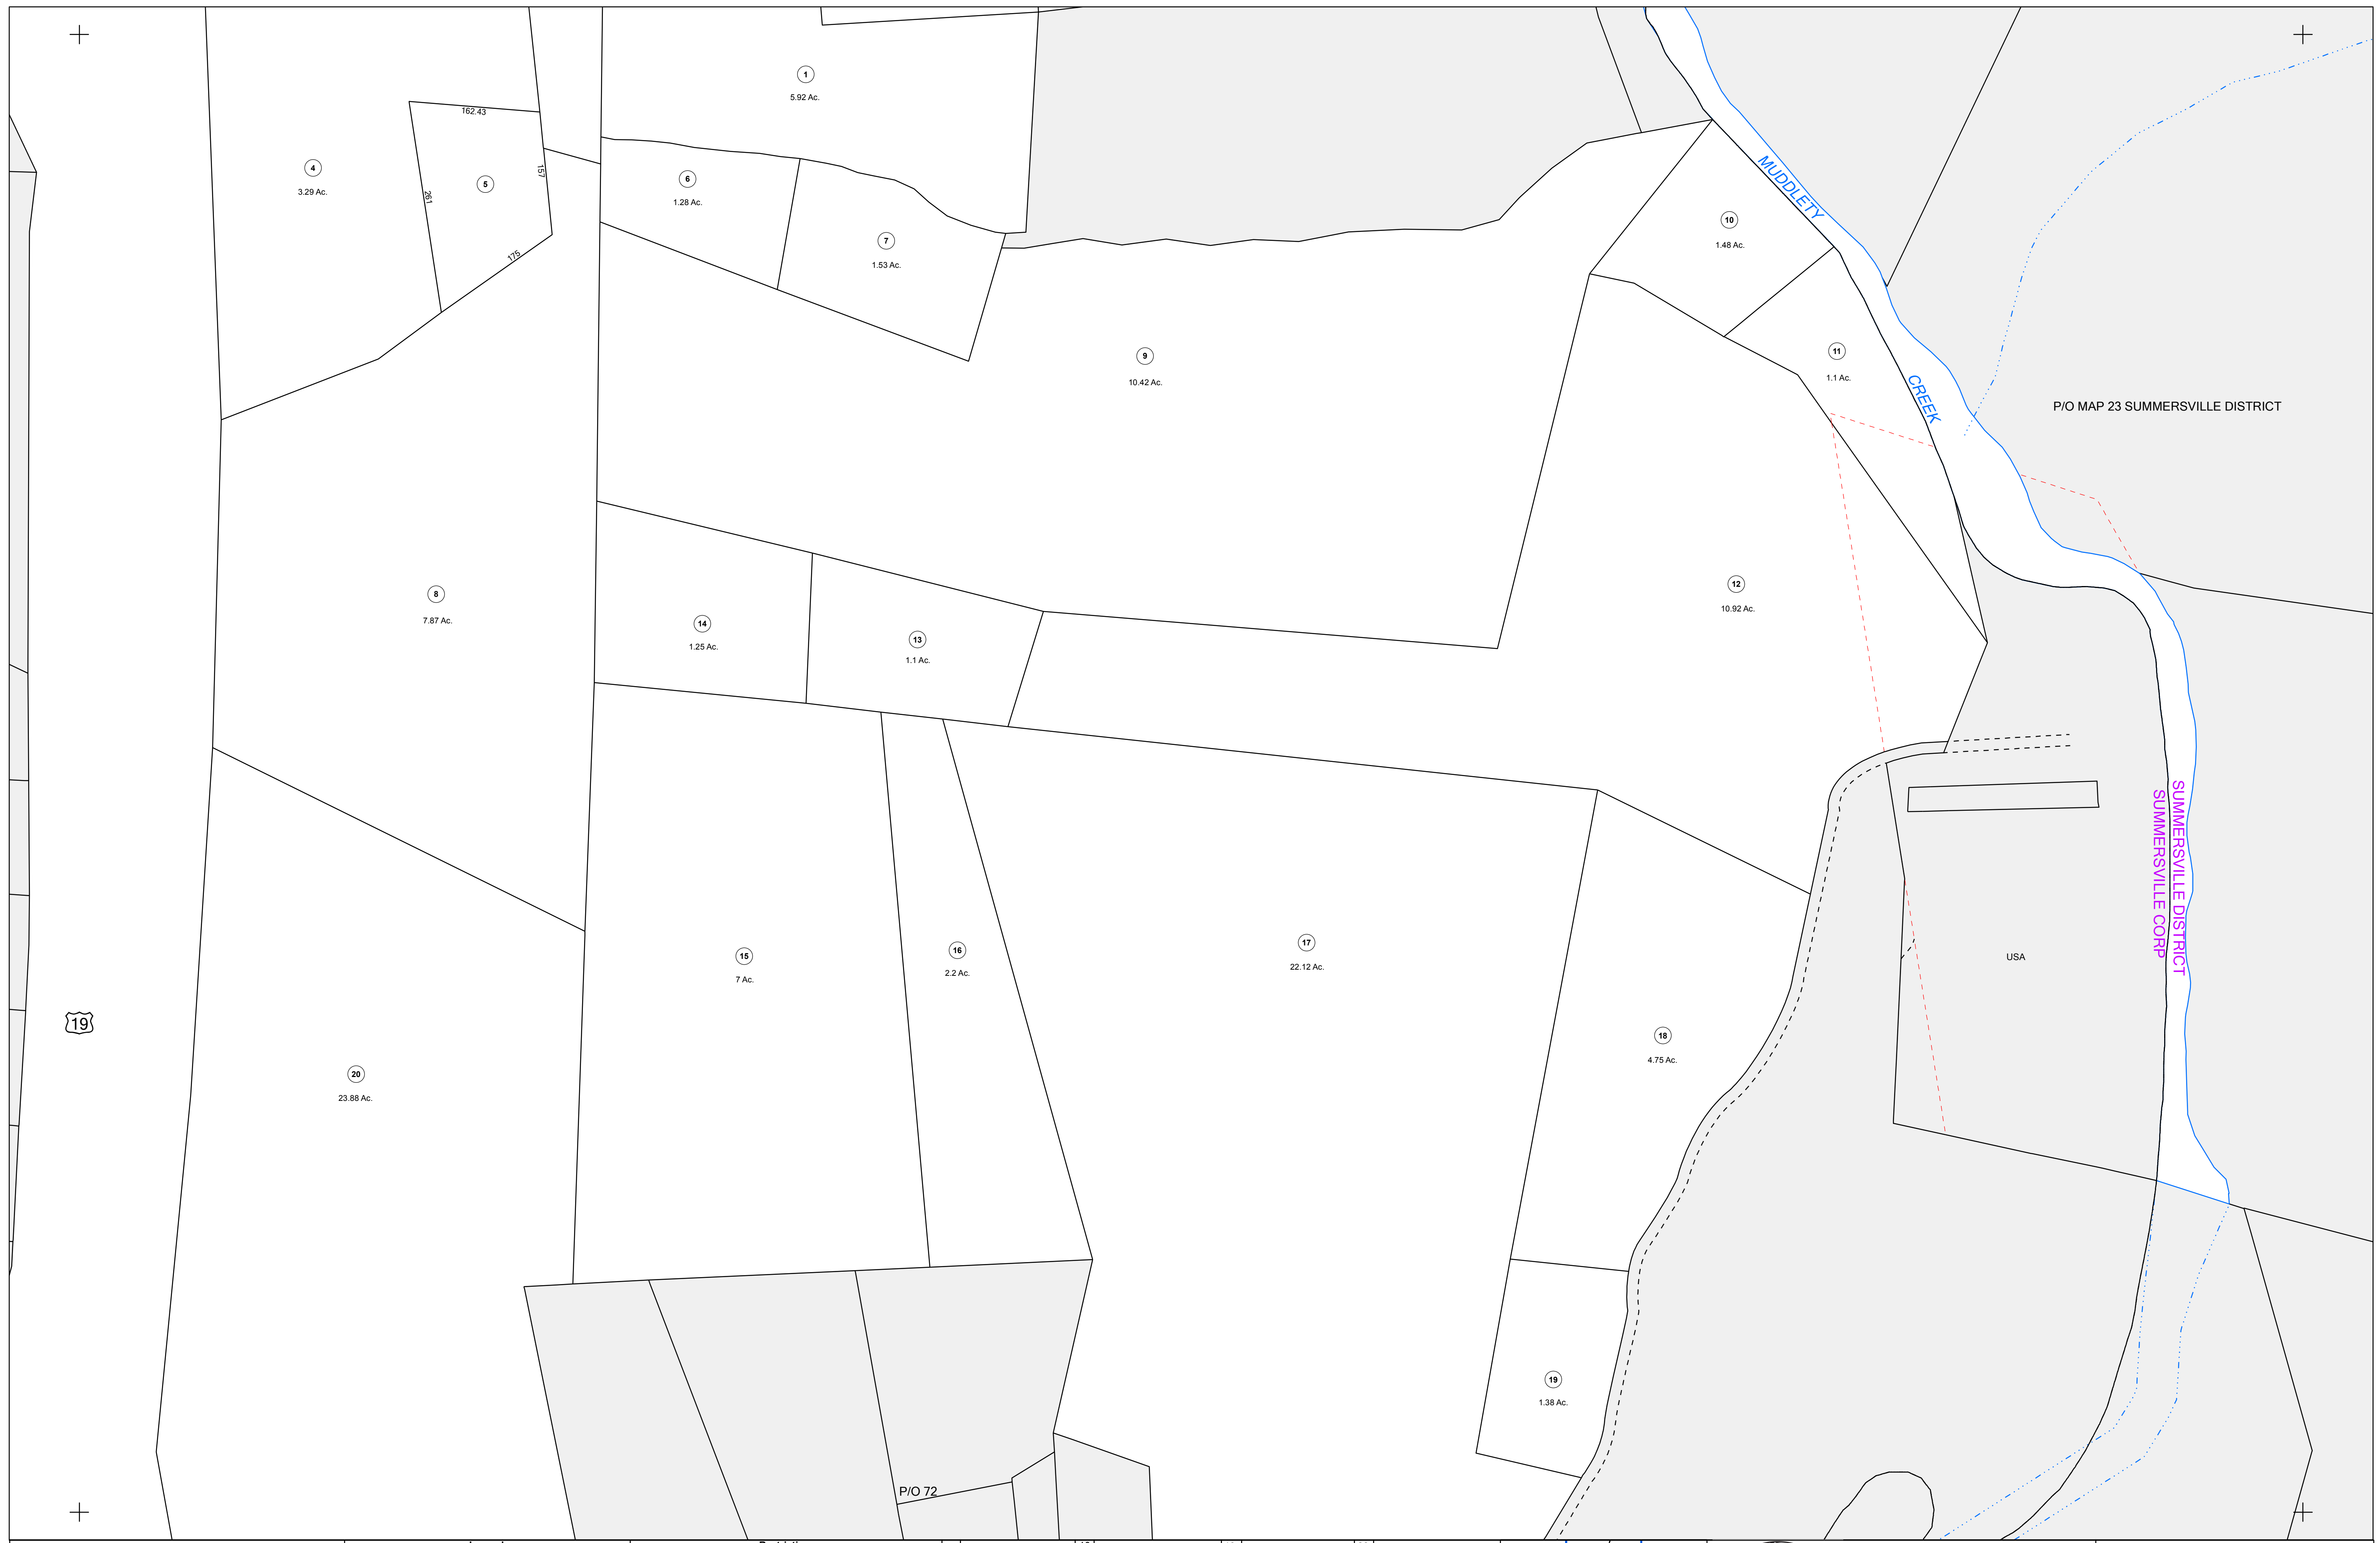 1
5.92 Ac.
162.43
4
3.29 Ac.
5
157
261
175
6
1.28 Ac.
7
1.53 Ac.
MUDDLETY
10
1.48 Ac.
9
10.42 Ac.
11
1.1 Ac.
CREEK
P/O MAP 23 SUMMERSVILLE DISTRICT
8
7.87 Ac.
14
1.25 Ac.
13
1.1 Ac.
12
10.92 Ac.
SUMMERSVILLE DISTRICT
SUMMERSVILLE CORP
15
7 Ac.
16
2.2 Ac.
17
22.12 Ac.
USA
19
18
4.75 Ac.
20
23.88 Ac.
19
1.38 Ac.
P/O 72